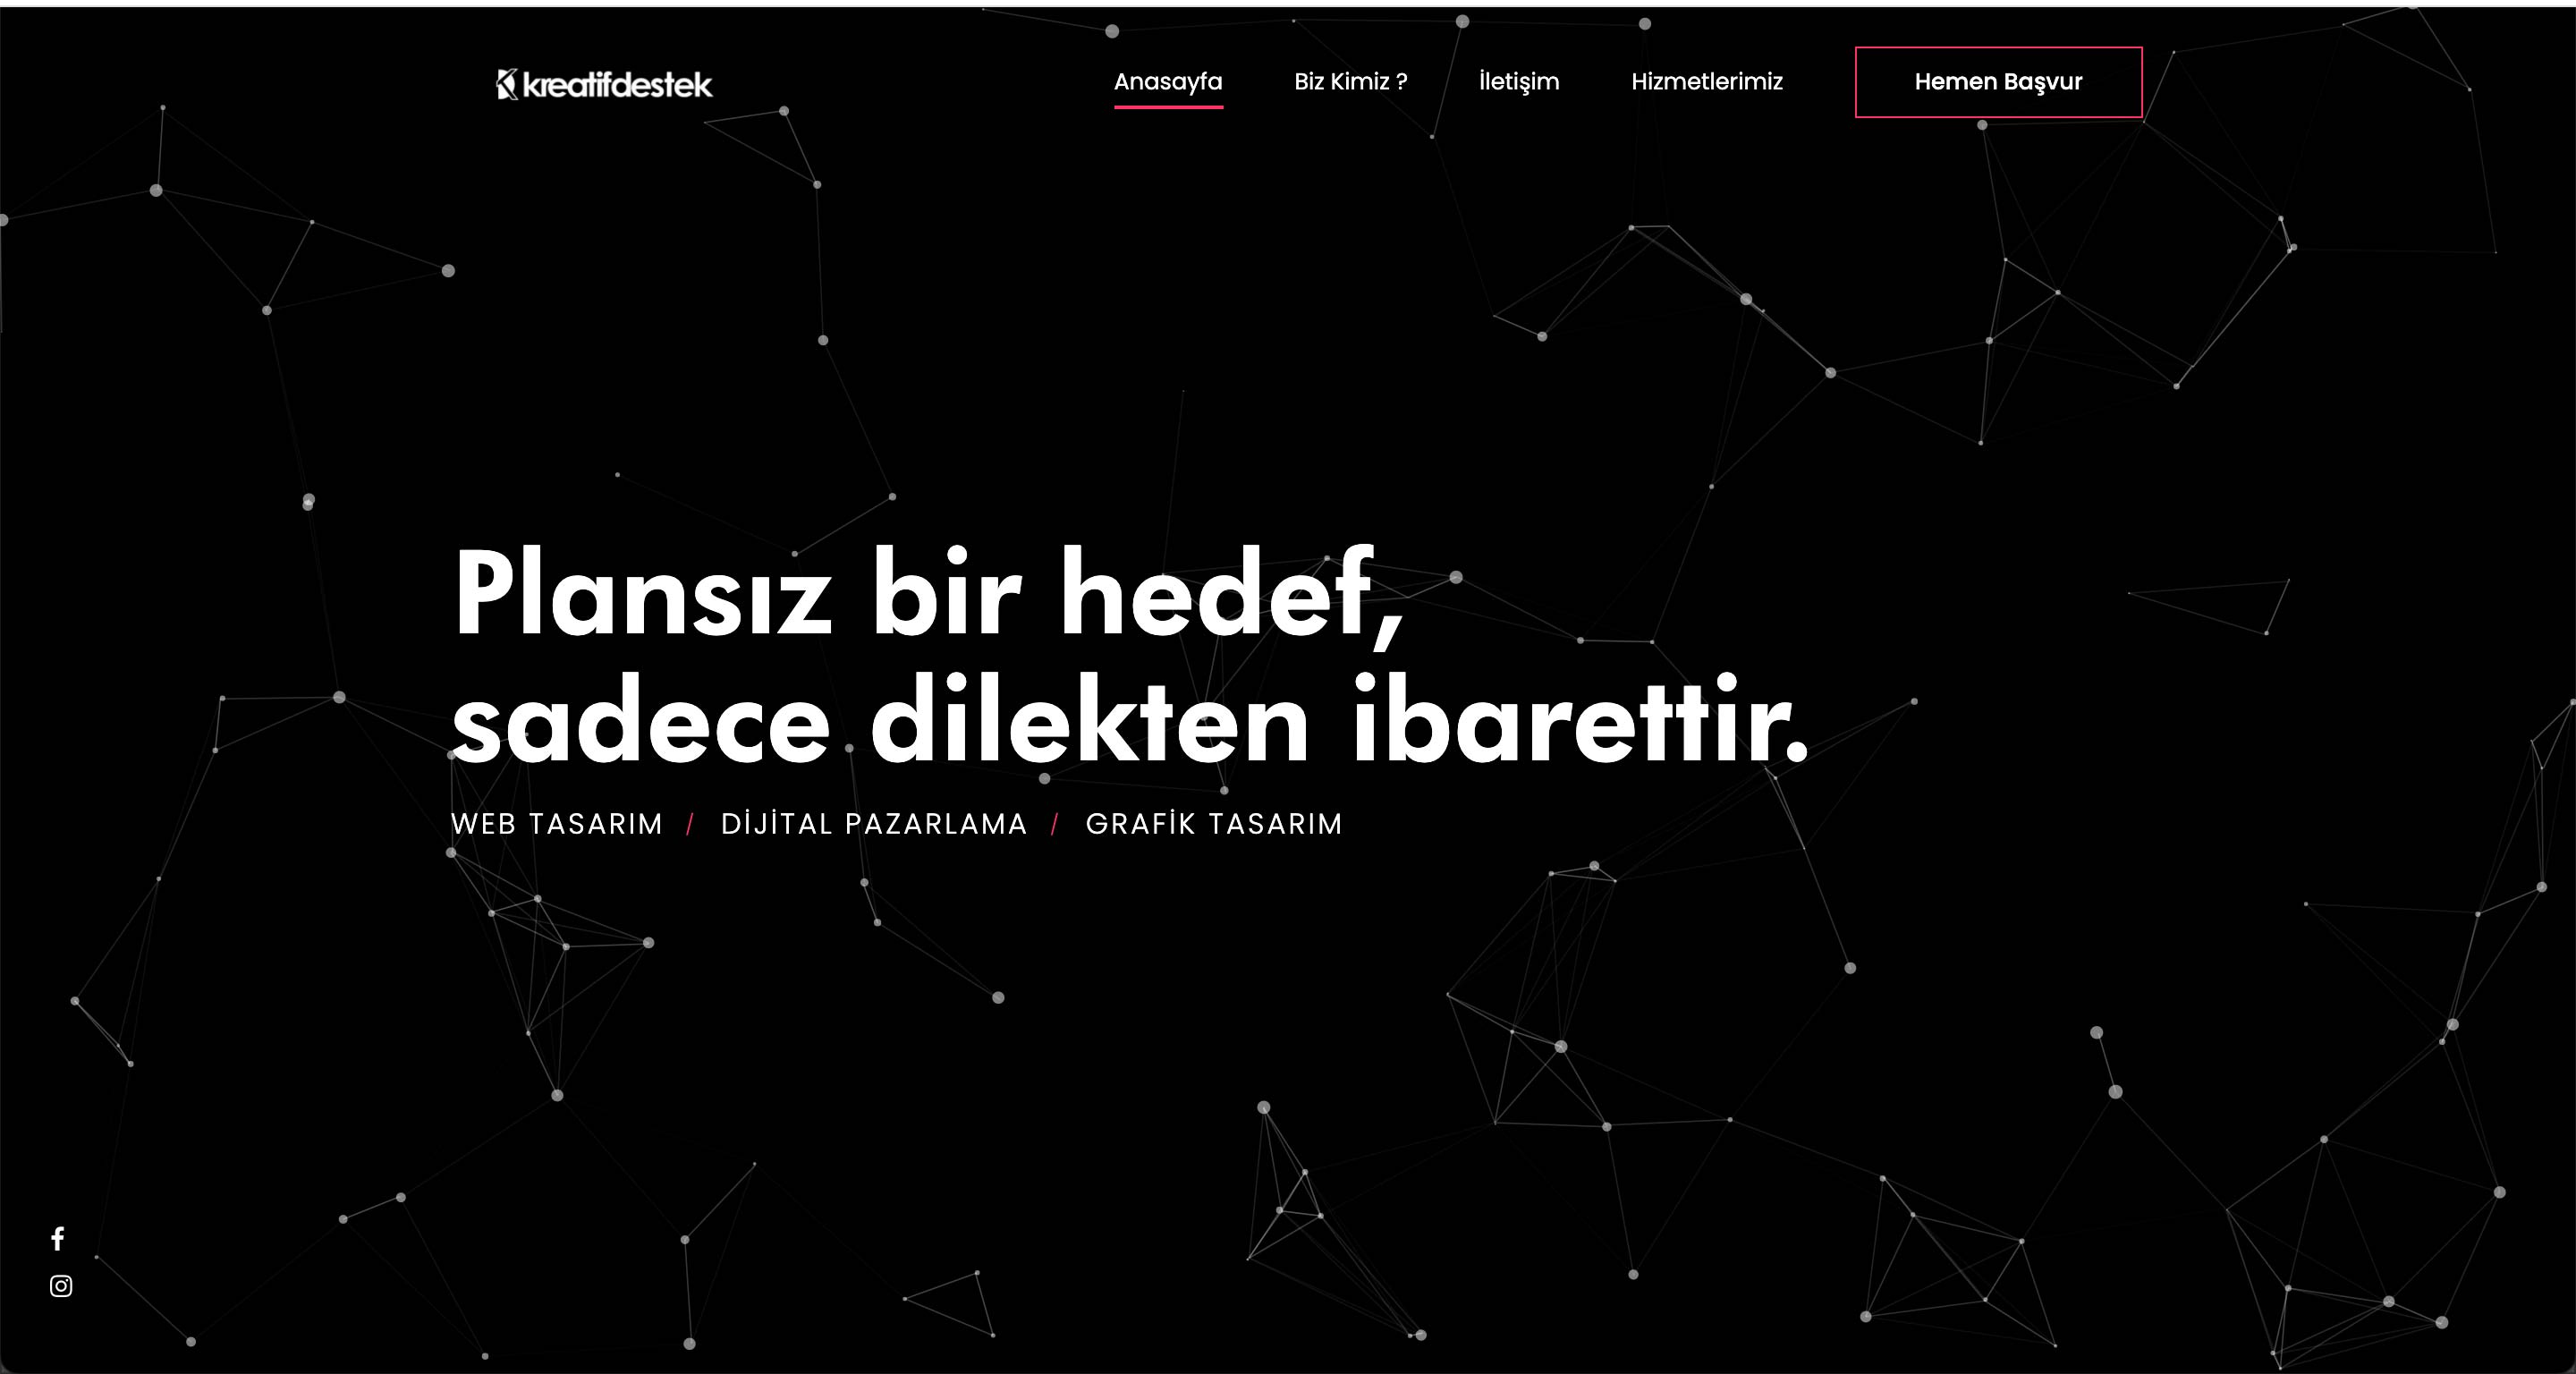 kreatifdestek
Anasayfa Biz Kimiz ? İletişim Hizmetlerimiz Hemen Başvur
Plansız bir hedef,
sadece dilekten ibarettir.
WEB TASARIM / DİJİTAL PAZARLAMA / GRAFİK TASARIM